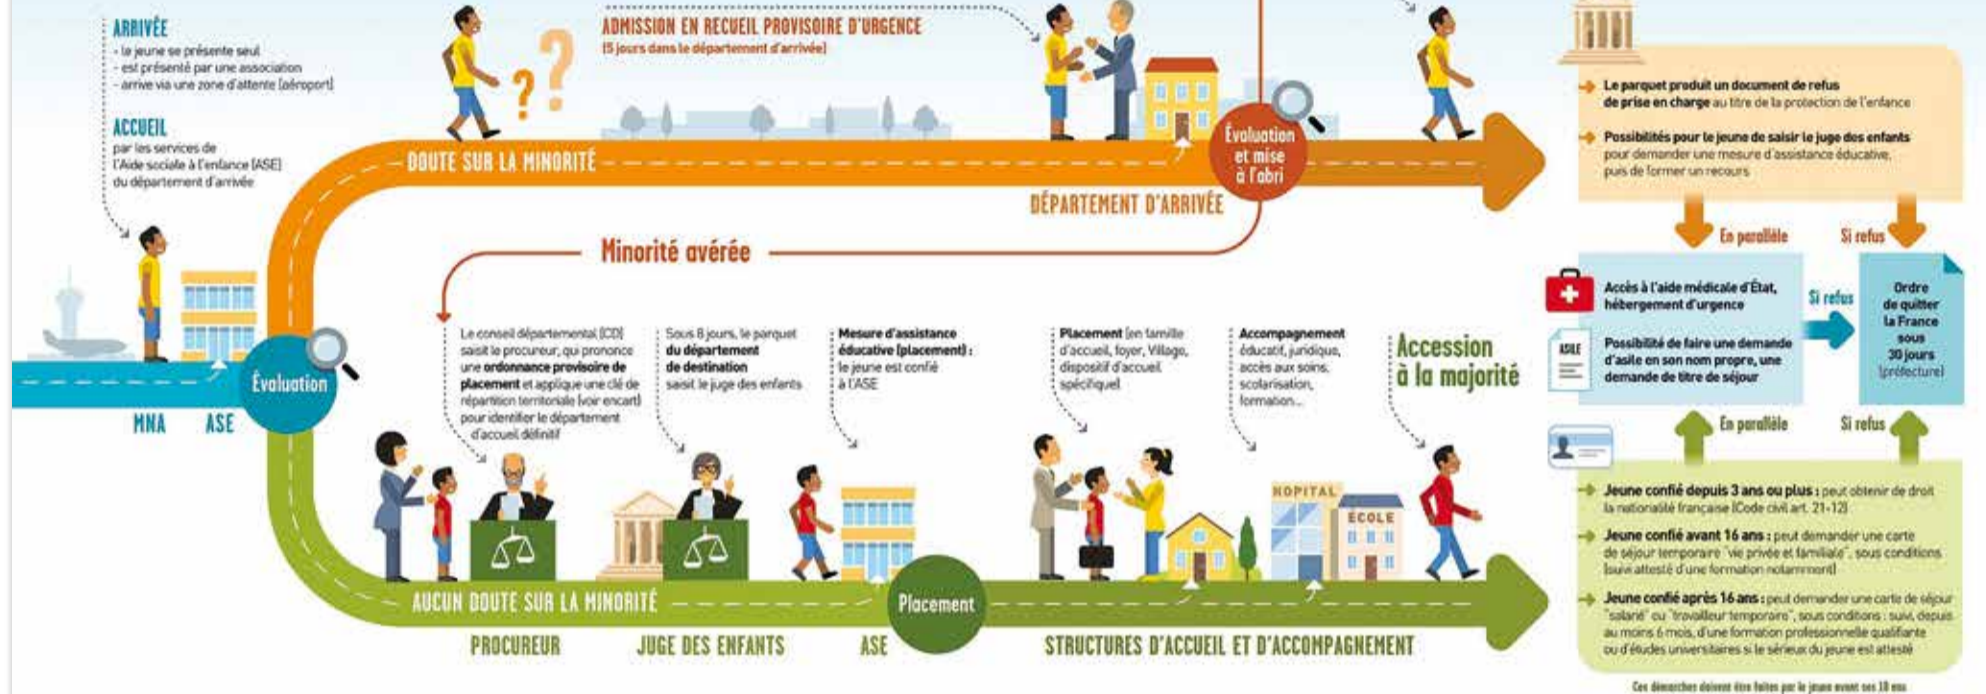 ARRIVÉE
- le jeune se présente seul
- est présenté par une association
- arrive via une zone d'attente (aéroport)
ACCUEIL
par les services de
l'Aide sociale à l'enfance (ASE)
du département d'arrivée
ADMISSION EN RECUEIL PROVISOIRE D'URGENCE
(5 jours dans le département d'arrivée)
DOUTE SUR LA MINORITÉ
Évaluation
et mise
à l'abri
DÉPARTEMENT D'ARRIVÉE
Minorité avérée
MNA
ASE
Évaluation
Le conseil départemental (CD)
saisit le procureur, qui prononce
une ordonnance provisoire de
placement et applique une clé de
répartition territoriale (voir encart)
pour identifier le département
d'accueil définitif
Sous 8 jours, le parquet
du département
de destination
saisit le juge des enfants
Mesure d'assistance
éducative (placement) :
le jeune est confié
à l'ASE
Placement (en famille
d'accueil, foyer, Village,
dispositif d'accueil
spécifique)
Accompagnement
éducatif, juridique,
accès aux soins,
scolarisation,
formation...
Accession
à la majorité
HOPITAL
ECOLE
AUCUN DOUTE SUR LA MINORITÉ
Placement
PROCUREUR
JUGE DES ENFANTS
ASE
STRUCTURES D'ACCUEIL ET D'ACCOMPAGNEMENT
Le parquet produit un document de refus
de prise en charge au titre de la protection de l'enfance
Possibilités pour le jeune de saisir le juge des enfants
pour demander une mesure d'assistance éducative,
puis de former un recours
En parallèle
Si refus
Accès à l'aide médicale d'État,
hébergement d'urgence
ASILE
Possibilité de faire une demande
d'asile en son nom propre, une
demande de titre de séjour
Si refus
Ordre
de quitter
la France
sous
30 jours
(préfecture)
En parallèle
Si refus
Jeune confié depuis 3 ans ou plus : peut obtenir de droit
la nationalité française (Code civil art. 21-12)
Jeune confié avant 16 ans : peut demander une carte
de séjour temporaire "vie privée et familiale", sous conditions
(suivi attesté d'une formation notamment)
Jeune confié après 16 ans : peut demander une carte de séjour
"salarié" ou "travailleur temporaire", sous conditions : suivi, depuis
au moins 6 mois, d'une formation professionnelle qualifiante
ou d'études universitaires si le sérieux du jeune est attesté
Ces démarches doivent être faites par le jeune avant ses 18 ans